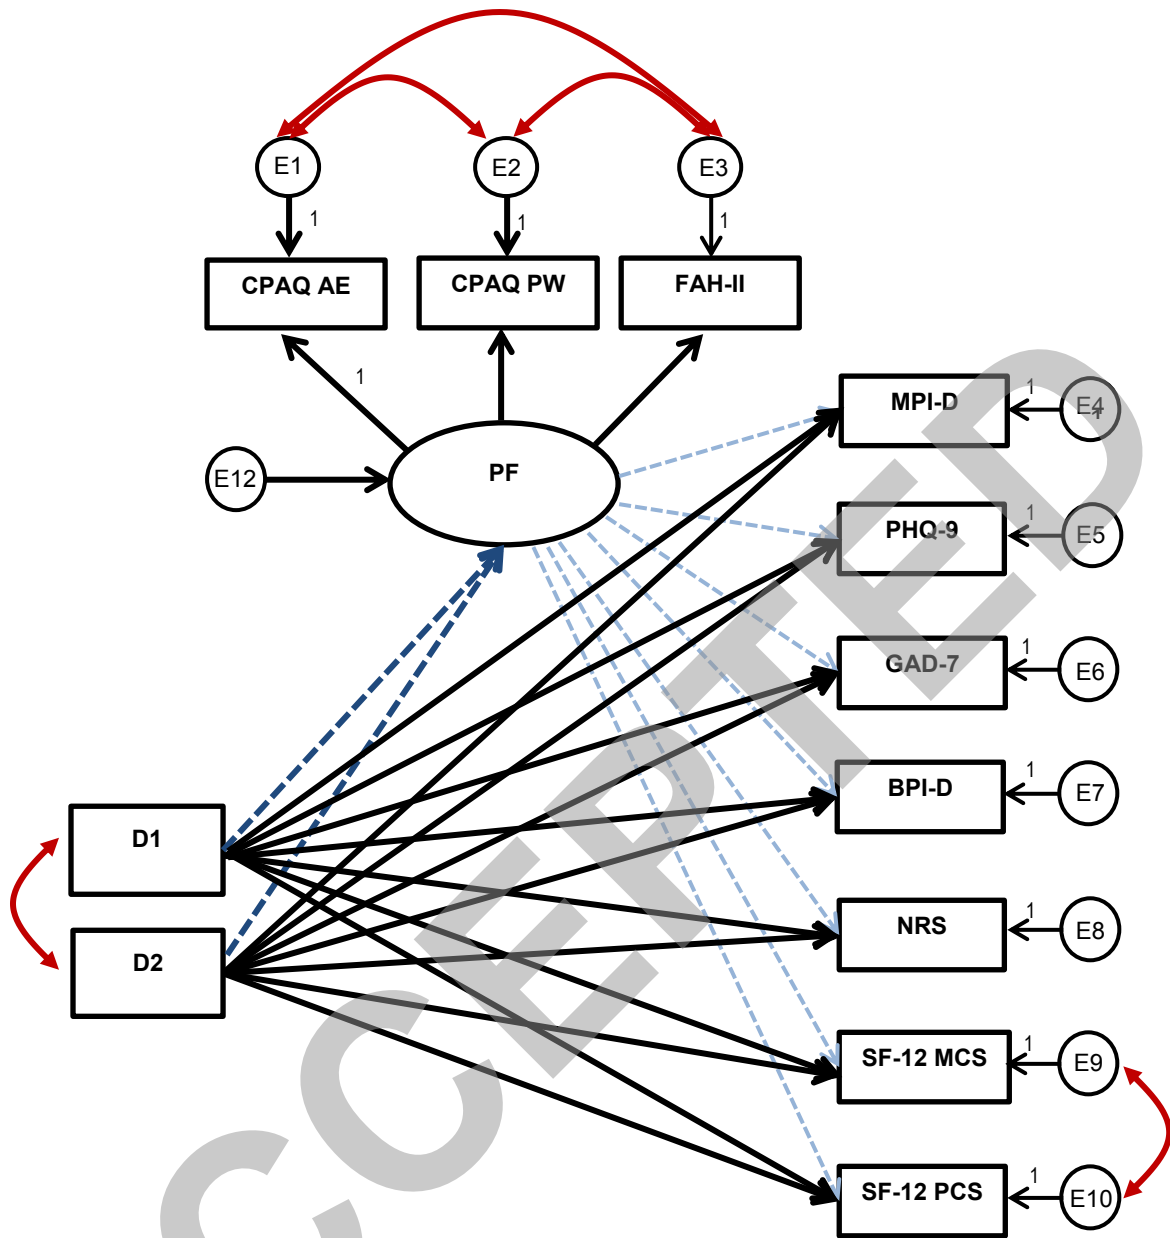 E1
E2
E3
1
1
1
CPAQ AE
CPAQ PW
FAH-II
1
MPI-D
1
E4
1
PF
E12
PHQ-9
1
E5
GAD-7
1
E6
BPI-D
1
E7
D1
D2
NRS
1
E8
SF-12 MCS
1
E9
SF-12 PCS
1
E10
CCEPTED